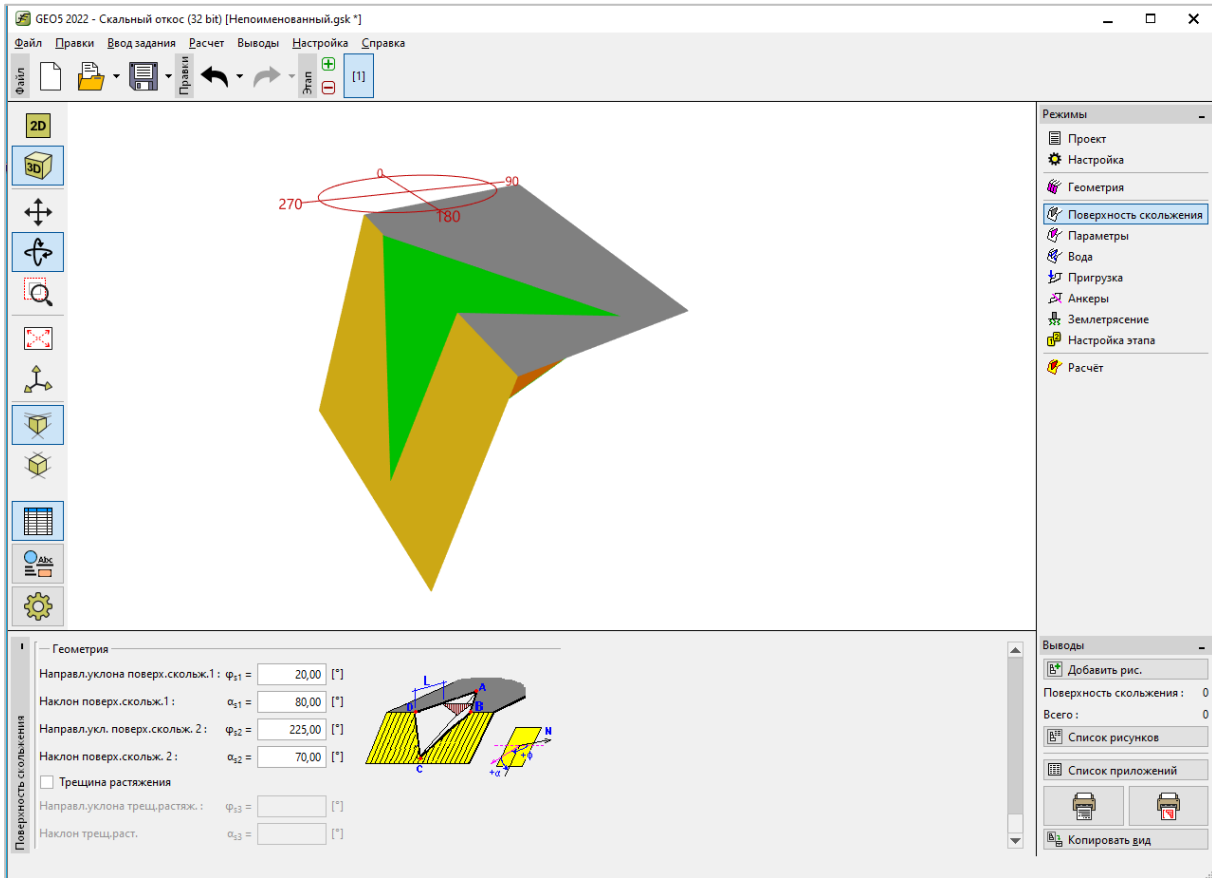 GEO5 2022 - Скальный откос (32 bit) [Непоименованный.gsk *]
Файл Правки Ввод задания Расчет Выводы Настройка Справка
Файл
Правки
Этап
[1]
2D
3D
0
90
270
180
Abc
Режимы
Проект
Настройка
Геометрия
Поверхность скольжения
Параметры
Вода
Пригрузка
Анкеры
Землетрясение
Настройка этапа
Расчёт
Поверхность скольжения
Геометрия
Направл.уклона поверх.скольж.1 : φs1 = 20,00 [°]
Наклон поверх.скольж.1 : αs1 = 80,00 [°]
Направл.укл. поверх.скольж. 2 : φs2 = 225,00 [°]
Наклон поверх.скольж. 2 : αs2 = 70,00 [°]
Трещина растяжения
Направл.уклона трещ.растяж. : φs3 = [°]
Наклон трещ.раст. αs3 = [°]
L
A
D
B
C
N
+ϕ
+α
Выводы
Добавить рис.
Поверхность скольжения : 0
Всего : 0
Список рисунков
Список приложений
Копировать вид